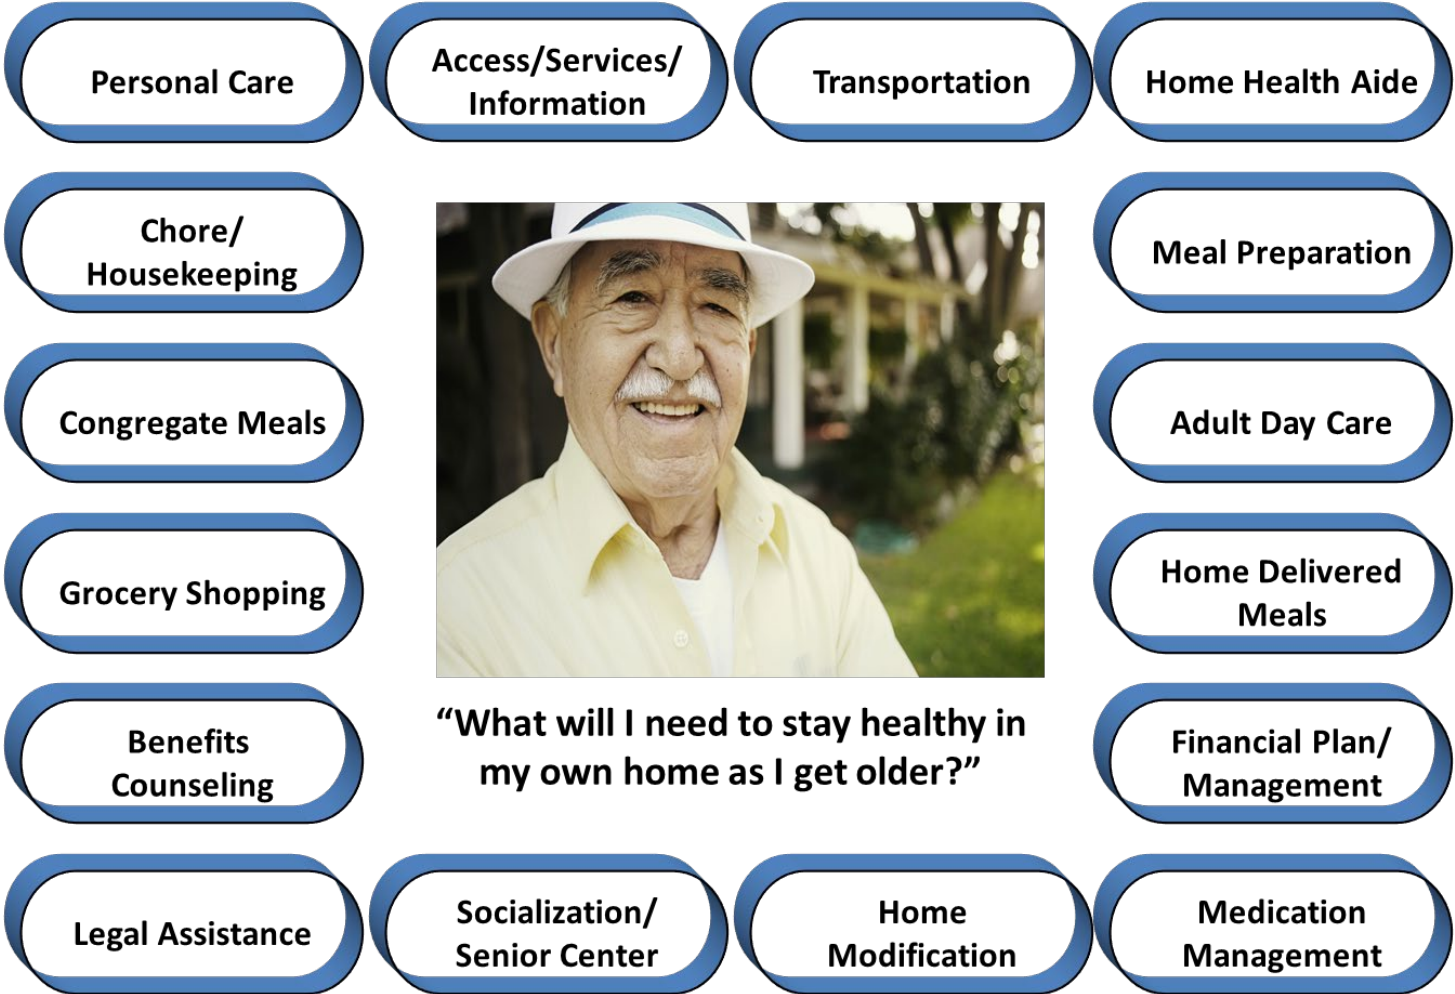 Personal Care
Access/Services/
Information
Transportation
Home Health Aide
Chore/
Housekeeping
Meal Preparation
Congregate Meals
Adult Day Care
Grocery Shopping
Home Delivered
Meals
“What will I need to stay healthy in
my own home as I get older?”
Benefits
Counseling
Financial Plan/
Management
Legal Assistance
Socialization/
Senior Center
Home
Modification
Medication
Management